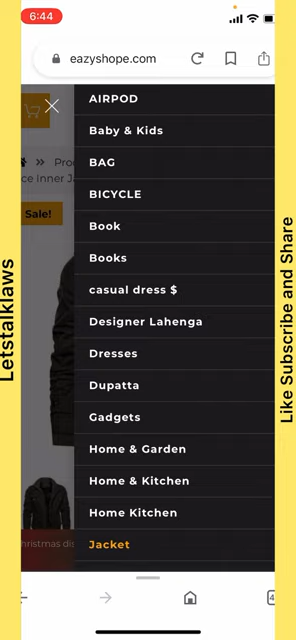 6:44
eazyshope.com
AIRPOD
Baby & Kids
BAG
BICYCLE
Book
Books
casual dress $
Designer Lahenga
Dresses
Dupatta
Gadgets
Home & Garden
Home & Kitchen
Home Kitchen
Jacket
Sale!
Letstalklaws
Like Subscribe and Share